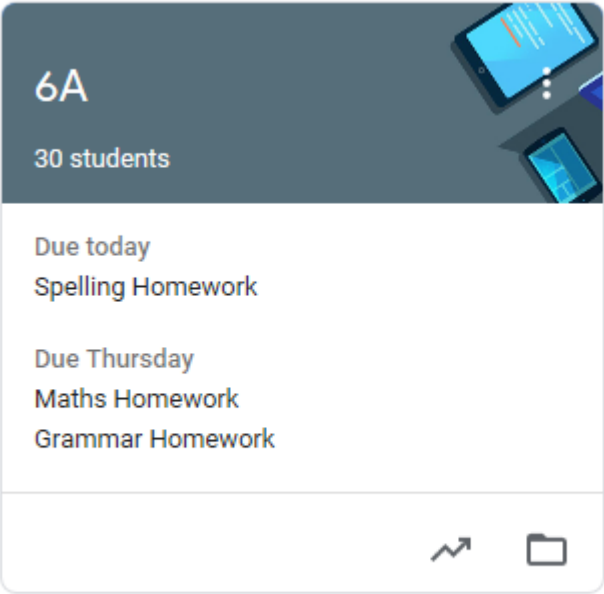 6A
30 students
Due today
Spelling Homework
Due Thursday
Maths Homework
Grammar Homework